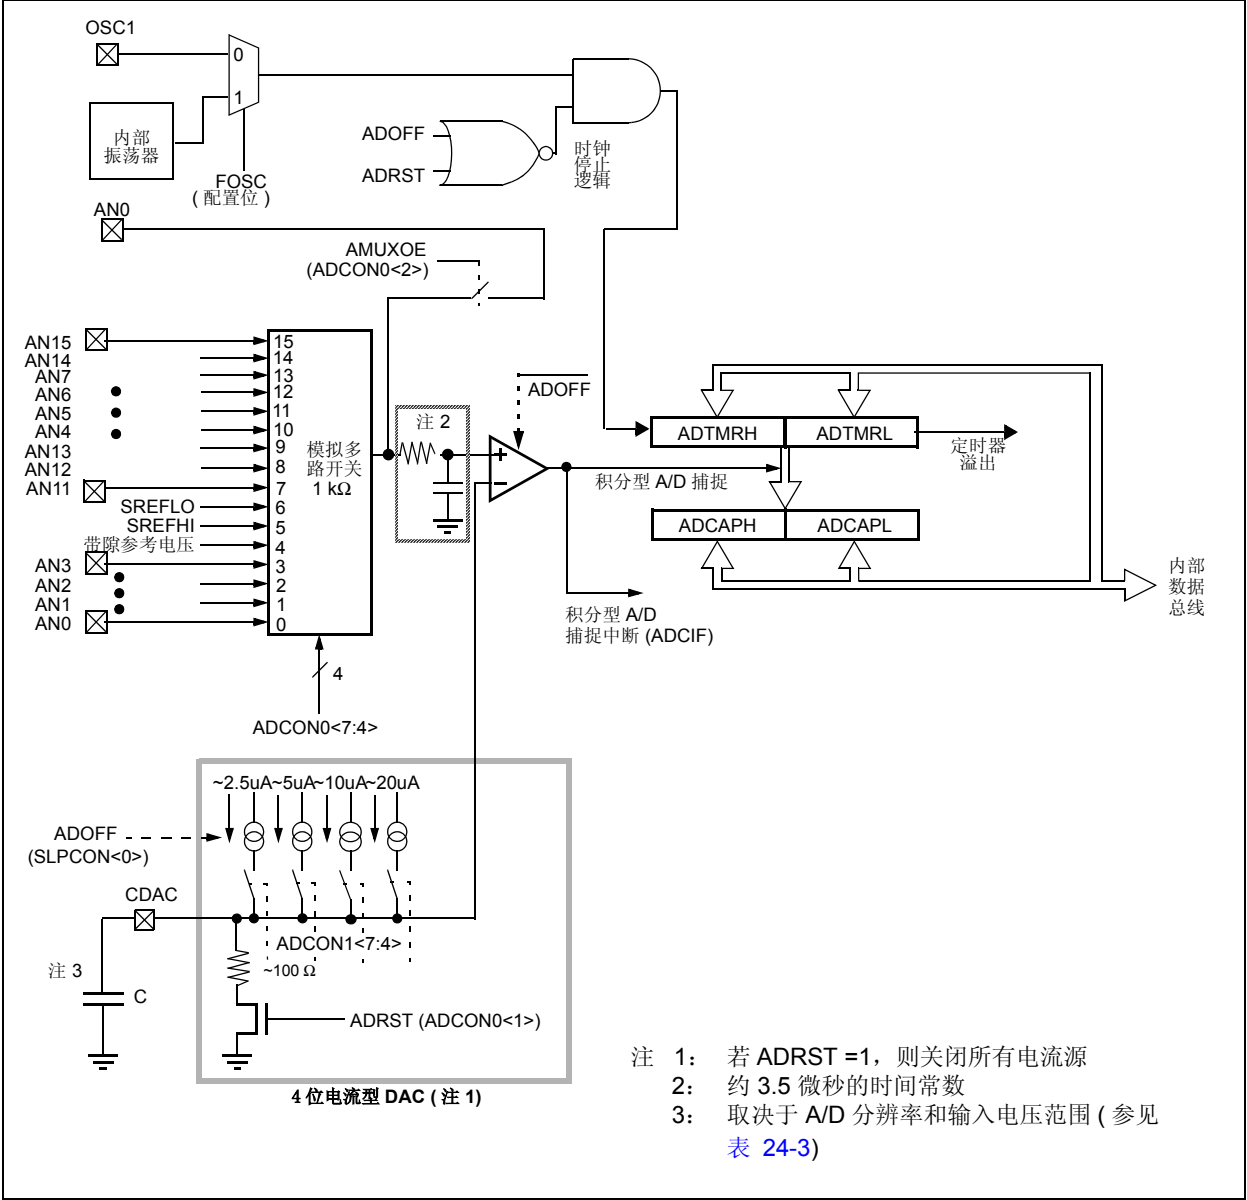 OSC1
0
1
内部
振荡器
FOSC
( 配置位 )
ADOFF
ADRST
时钟
停止
逻辑
AN0
AMUXOE
(ADCON0<2>)
AN15
AN14
AN7
AN6
AN5
AN4
AN13
AN12
AN11
SREFLO
SREFHI
带隙参考电压
AN3
AN2
AN1
AN0
15
14
13
12
11
10
9
8
7
6
5
4
3
2
1
0
模拟多
路开关
1 kΩ
4
ADCON0<7:4>
注 2
+
−
ADOFF
积分型 A/D 捕捉
积分型 A/D
捕捉中断 (ADCIF)
ADTMRH
ADTMRL
定时器
溢出
ADCAPH
ADCAPL
内部
数据
总线
~2.5uA~5uA~10uA~20uA
ADOFF
(SLPCON<0>)
CDAC
ADCON1<7:4>
~100 Ω
注 3
C
ADRST (ADCON0<1>)
4 位电流型 DAC ( 注 1)
注 1： 若 ADRST =1，则关闭所有电流源
2： 约 3.5 微秒的时间常数
3： 取决于 A/D 分辨率和输入电压范围 ( 参见
表 24-3)